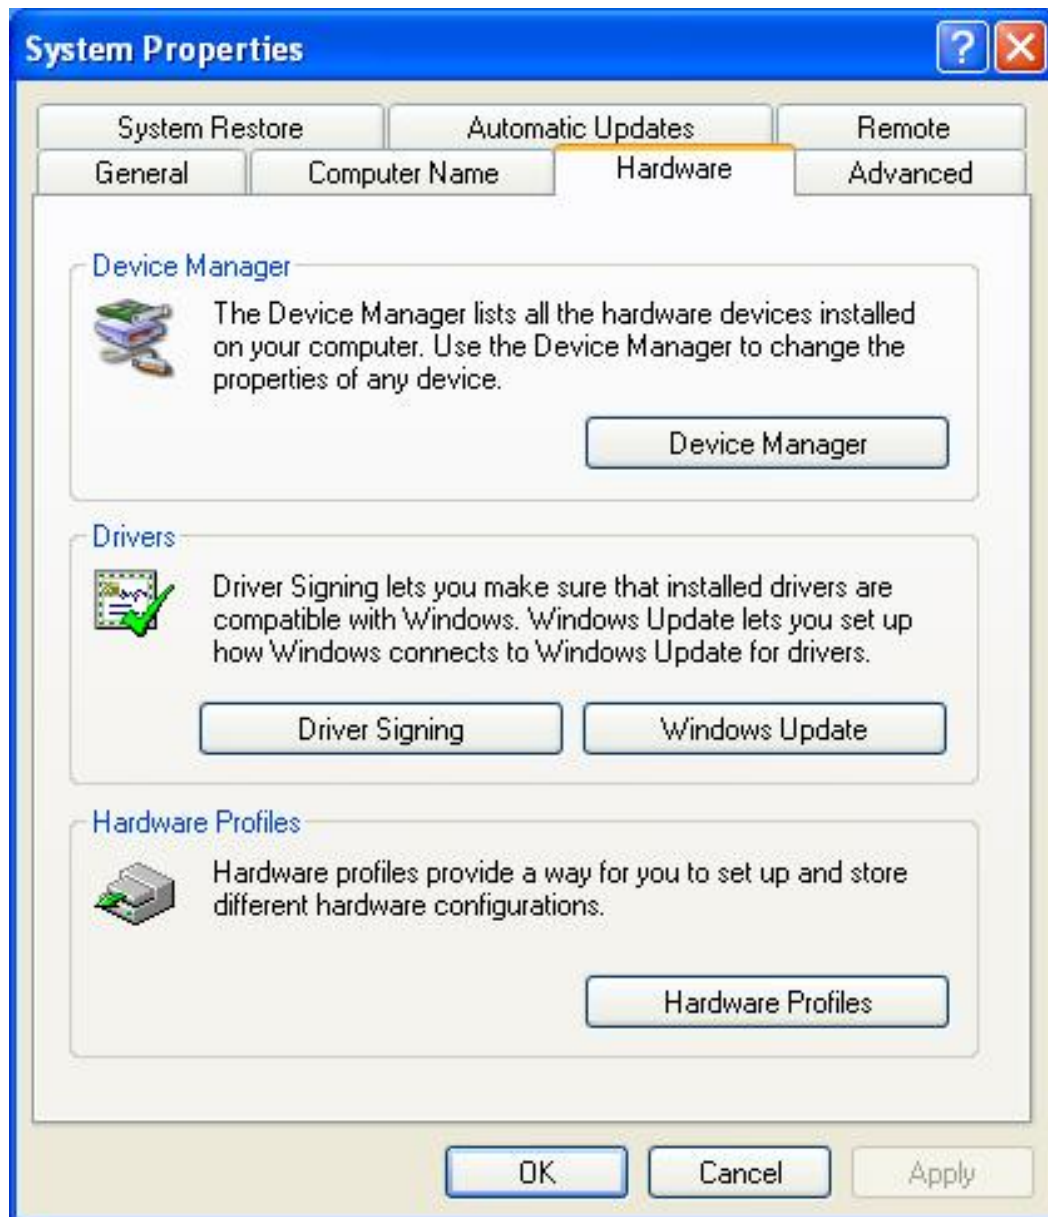 System Properties
System Restore
Automatic Updates
Remote
General
Computer Name
Hardware
Advanced
Device Manager
The Device Manager lists all the hardware devices installed
on your computer. Use the Device Manager to change the
properties of any device.
Device Manager
Drivers
Driver Signing lets you make sure that installed drivers are
compatible with Windows. Windows Update lets you set up
how Windows connects to Windows Update for drivers.
Driver Signing
Windows Update
Hardware Profiles
Hardware profiles provide a way for you to set up and store
different hardware configurations.
Hardware Profiles
OK
Cancel
Apply